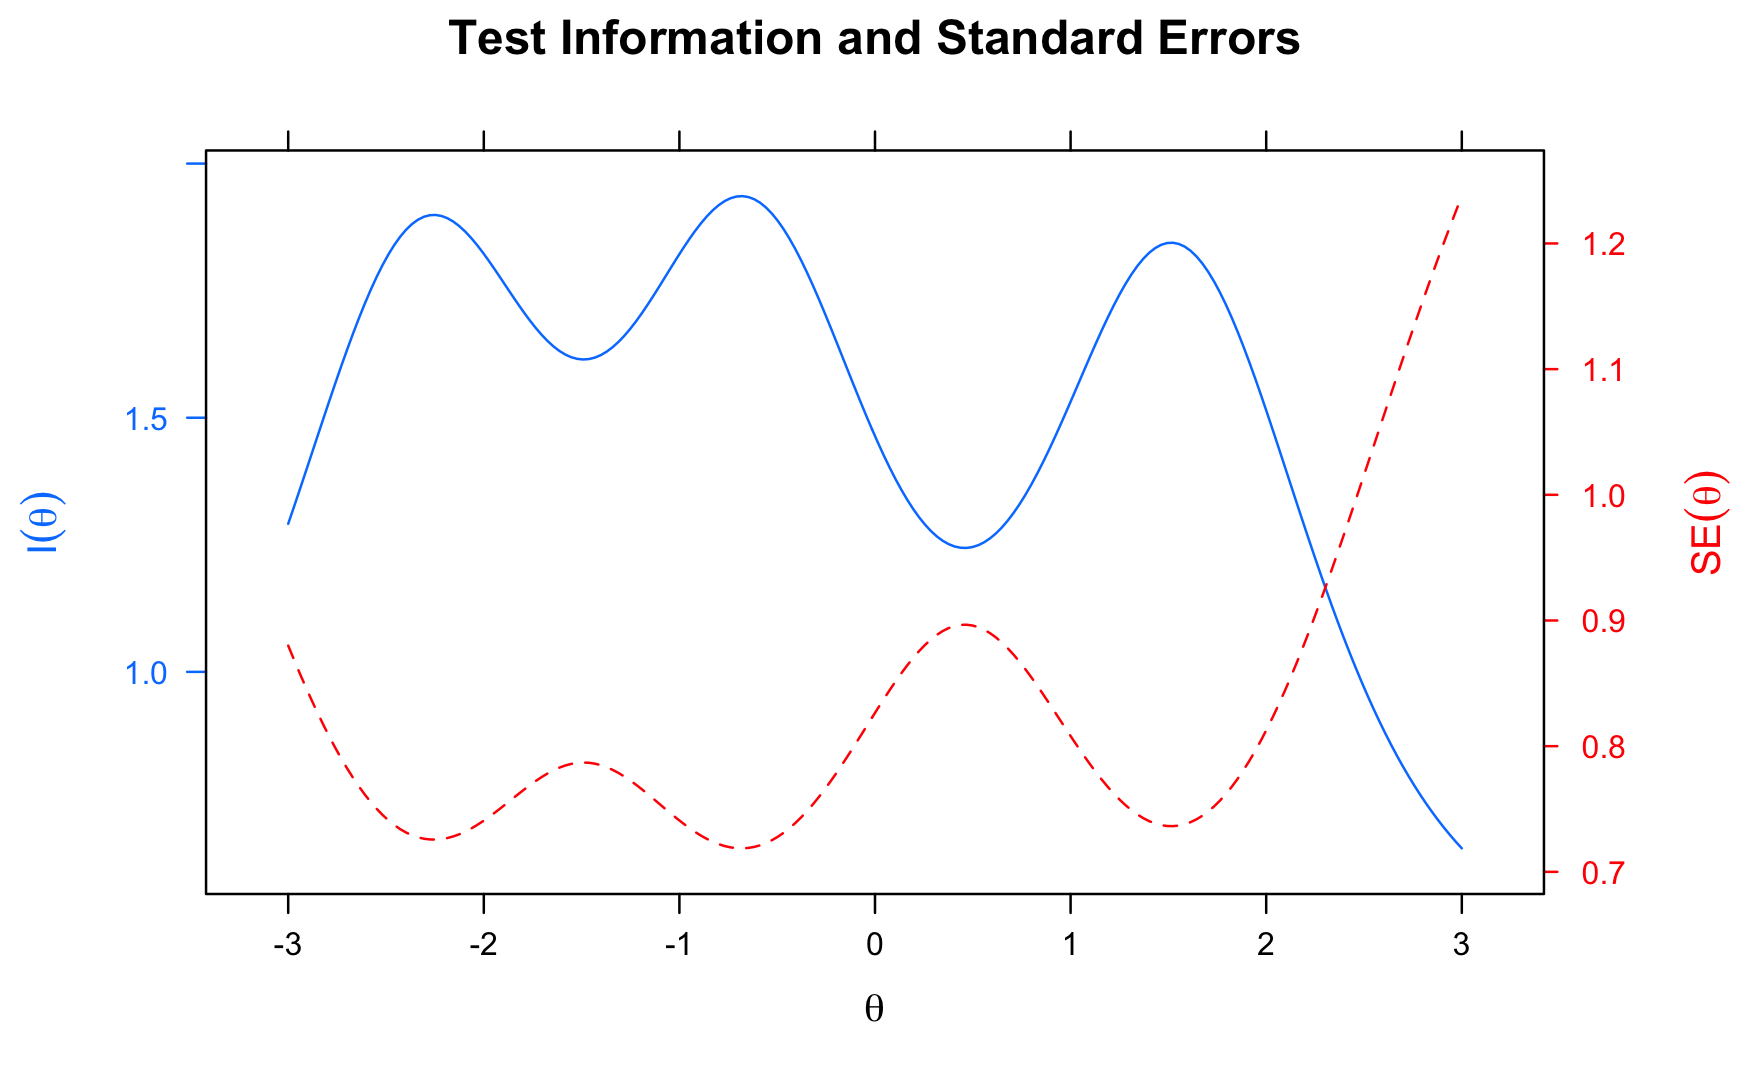 Test Information and Standard Errors
1.5
1.0
I(θ)
1.2
1.1
1.0
0.9
0.8
0.7
SE(θ)
-3 -2 -1 0 1 2 3
θ